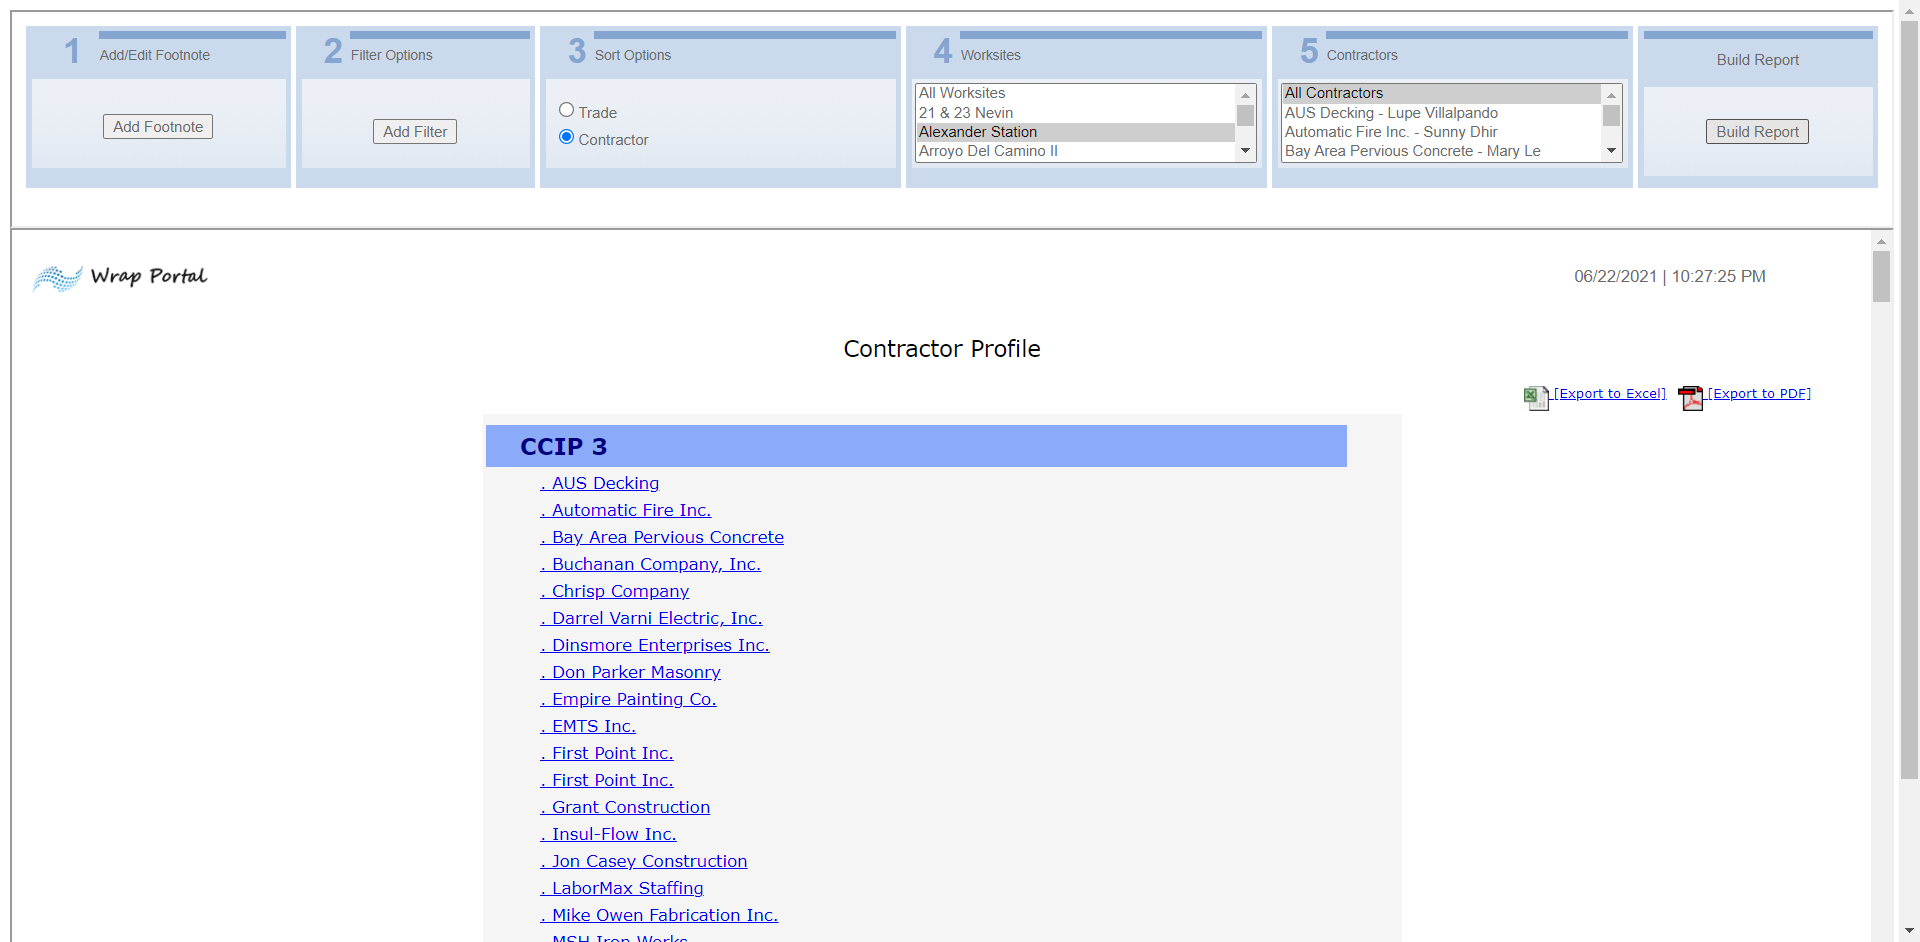 1 Add/Edit Footnote
Add Footnote
2 Filter Options
Add Filter
3 Sort Options
Trade
Contractor
4 Worksites
All Worksites
21 & 23 Nevin
Alexander Station
Arroyo Del Camino II
5 Contractors
All Contractors
AUS Decking - Lupe Villalpando
Automatic Fire Inc. - Sunny Dhir
Bay Area Pervious Concrete - Mary Le
Build Report
Build Report
Wrap Portal
06/22/2021 | 10:27:25 PM
Contractor Profile
[Export to Excel] [Export to PDF]
CCIP 3
. AUS Decking
. Automatic Fire Inc.
. Bay Area Pervious Concrete
. Buchanan Company, Inc.
. Chrisp Company
. Darrel Varni Electric, Inc.
. Dinsmore Enterprises Inc.
. Don Parker Masonry
. Empire Painting Co.
. EMTS Inc.
. First Point Inc.
. First Point Inc.
. Grant Construction
. Insul-Flow Inc.
. Jon Casey Construction
. LaborMax Staffing
. Mike Owen Fabrication Inc.
. MSH Iron Works